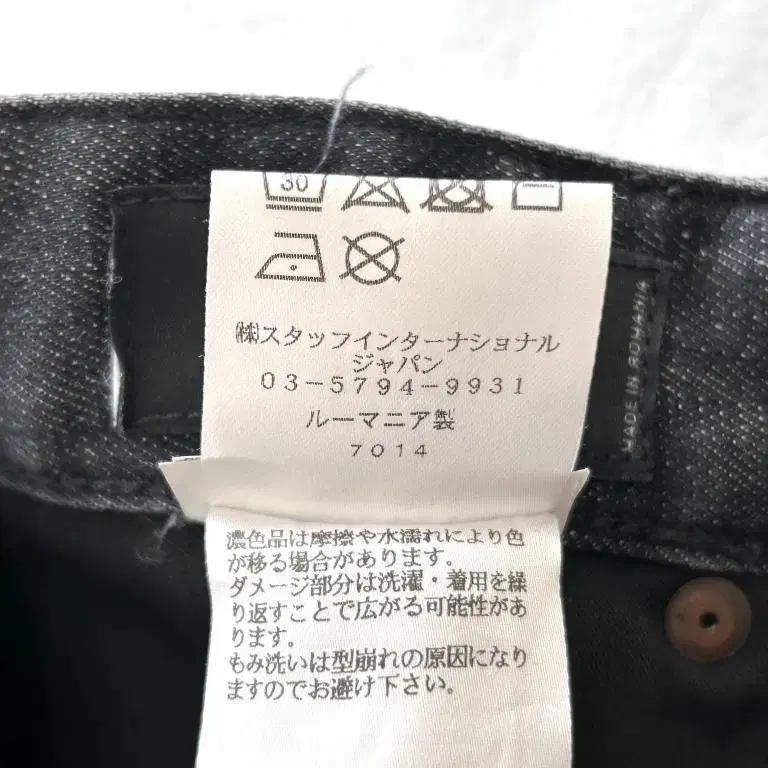 30
㈱スタッフインターナショナル
ジャパン
03-5794-9931
ルーマニア製
7014
MADE IN ROMANIA
濃色品は摩擦や水濡れにより色
が移る場合があります。
ダメージ部分は洗濯・着用を繰
り返すことで広がる可能性があ
ります。
もみ洗いは型崩れの原因になり
ますのでお避け下さい。